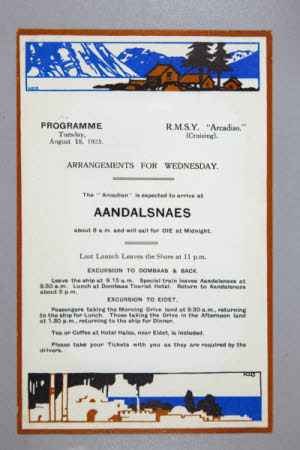 PROGRAMME
Tuesday,
August 18, 1925.
R.M.S.Y. "Arcadian,"
(Cruising).
ARRANGEMENTS FOR WEDNESDAY.
The "Arcadian" is expected to arrive at
AANDALSNAES
about 8 a.m. and will sail for OIE at Midnight.
Last Launch Leaves the Shore at 11 p.m.
EXCURSION TO DOMBAAS & BACK.
Leave the ship at 9.15 a.m. Special train leaves Aandalsnaes at
9.50 a.m. Lunch at Dombaas Tourist Hotel. Return to Aandalsnaes
about 5 p.m.
EXCURSION TO EIDET.
Passengers taking the Morning Drive land at 9.30 a.m., returning
to the ship for Lunch. Those taking the Drive in the Afternoon land
at 1.30 p.m., returning to the ship for Dinner.
Tea or Coffee at Hotel Halsa, near Eidet, is included.
Please take your Tickets with you as they are required by the
drivers.